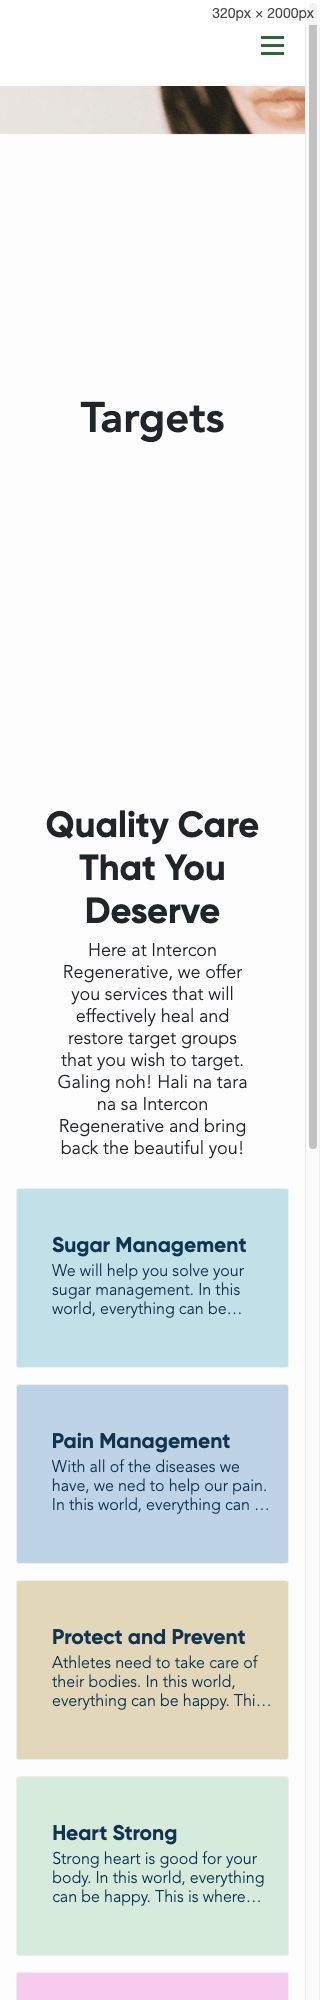 320px × 2000px
Targets
Quality Care
That You
Deserve
Here at Intercon
Regenerative, we offer
you services that will
effectively heal and
restore target groups
that you wish to target.
Galing noh! Hali na tara
na sa Intercon
Regenerative and bring
back the beautiful you!
Sugar Management
We will help you solve your
sugar management. In this
world, everything can be…
Pain Management
With all of the diseases we
have, we ned to help our pain.
In this world, everything can …
Protect and Prevent
Athletes need to take care of
their bodies. In this world,
everything can be happy. Thi…
Heart Strong
Strong heart is good for your
body. In this world, everything
can be happy. This is where…